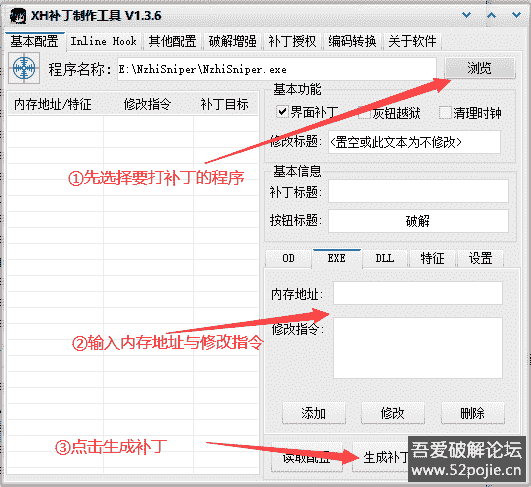 XH补丁制作工具 V1.3.6
基本配置 Inline Hook 其他配置 破解增强 补丁授权 编码转换 关于软件
程序名称: E:\NzhiSniper\NzhiSniper.exe 浏览
内存地址/特征 修改指令 补丁目标
基本功能
界面补丁 灰钮越狱 清理时钟
修改标题: <置空或此文本为不修改>
①先选择要打补丁的程序
基本信息
补丁标题:
按钮标题: 破解
OD EXE DLL 特征 设置
内存地址:
修改指令:
②输入内存地址与修改指令
添加 修改 删除
③点击生成补丁
读取配置 生成补丁
吾爱破解论坛
www.52pojie.cn